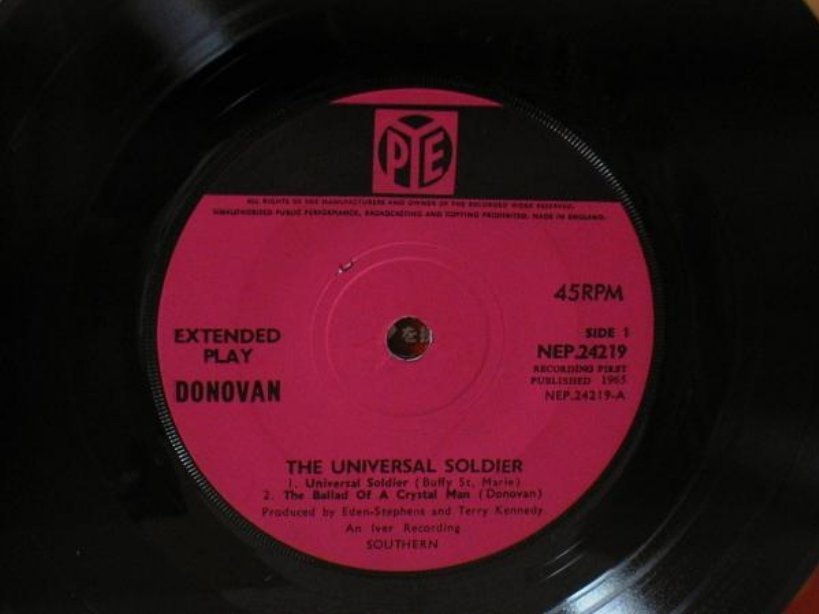 PYE
ALL RIGHTS OF THE MANUFACTURERS AND OWNER OF THE RECORDED WORK RESERVED.
UNAUTHORISED PUBLIC PERFORMANCE, BROADCASTING AND COPYING PROHIBITED. MADE IN ENGLAND.
45RPM
EXTENDED
PLAY
DONOVAN
SIDE 1
NEP.24219
RECORDING FIRST
PUBLISHED 1965
NEP.24219-A
THE UNIVERSAL SOLDIER
1. Universal Soldier (Buffy St. Marie)
2. The Ballad Of A Crystal Man (Donovan)
Produced by Eden-Stephens and Terry Kennedy
An Iver Recording
SOUTHERN